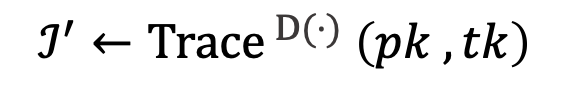 𝒥′ ← Trace ᴰ⁽·⁾ (pk , tk)